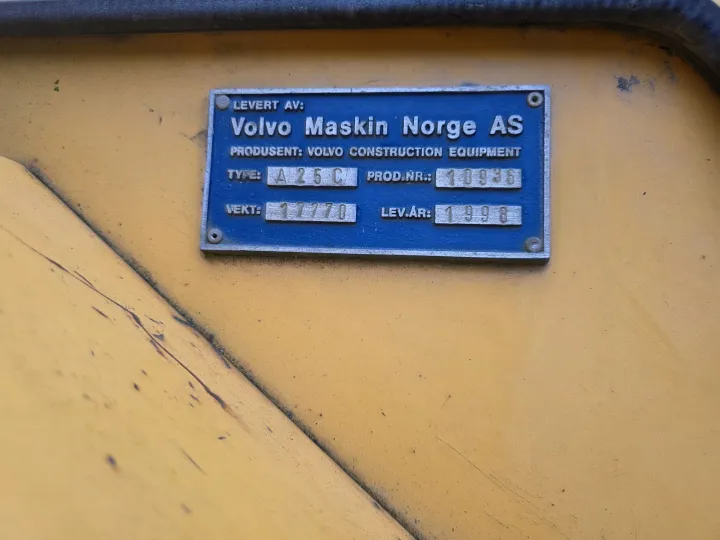 LEVERT AV:
Volvo Maskin Norge AS
PRODUSENT: VOLVO CONSTRUCTION EQUIPMENT
TYPE: A25C PROD.NR.: 10936
VEKT: 17770 LEV.ÅR: 1998